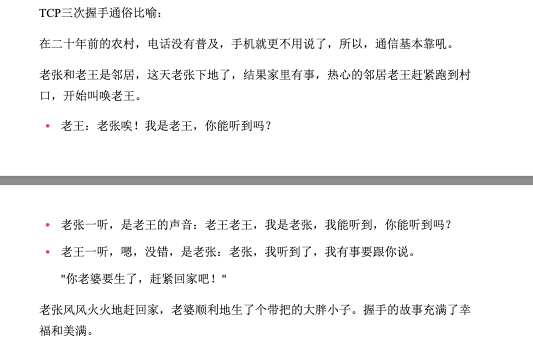 TCP三次握手通俗比喻：
在二十年前的农村，电话没有普及，手机就更不用说了，所以，通信基本靠吼。
老张和老王是邻居，这天老张下地了，结果家里有事，热心的邻居老王赶紧跑到村
口，开始叫唤老王。
• 老王：老张唉！我是老王，你能听到吗？
• 老张一听，是老王的声音：老王老王，我是老张，我能听到，你能听到吗？
• 老王一听，嗯，没错，是老张：老张，我听到了，我有事要跟你说。
"你老婆要生了，赶紧回家吧！"
老张风风火火地赶回家，老婆顺利地生了个带把的大胖小子。握手的故事充满了幸
福和美满。